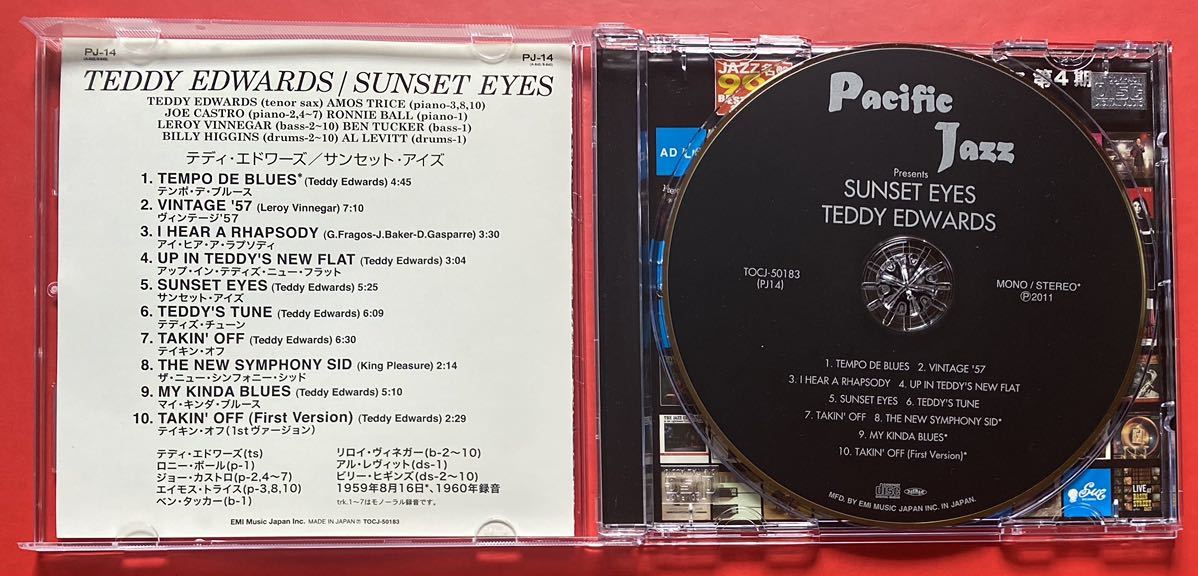 PJ-14
PJ-14
TEDDY EDWARDS / SUNSET EYES
TEDDY EDWARDS (tenor sax) AMOS TRICE (piano-3,8,10)
JOE CASTRO (piano-2,4~7) RONNIE BALL (piano-1)
LEROY VINNEGAR (bass-2~10) BEN TUCKER (bass-1)
BILLY HIGGINS (drums-2~10) AL LEVITT (drums-1)
テディ・エドワーズ／サンセット・アイズ
1. TEMPO DE BLUES* (Teddy Edwards) 4:45
テンポ・デ・ブルース
2. VINTAGE '57 (Leroy Vinnegar) 7:10
ヴィンテージ'57
3. I HEAR A RHAPSODY (G.Fragos-J.Baker-D.Gasparre) 3:30
アイ・ヒア・ア・ラプソディ
4. UP IN TEDDY'S NEW FLAT (Teddy Edwards) 3:04
アップ・イン・テディズ・ニュー・フラット
5. SUNSET EYES (Teddy Edwards) 5:25
サンセット・アイズ
6. TEDDY'S TUNE (Teddy Edwards) 6:09
テディズ・チューン
7. TAKIN' OFF (Teddy Edwards) 6:30
テイキン・オフ
8. THE NEW SYMPHONY SID (King Pleasure) 2:14
ザ・ニュー・シンフォニー・シッド
9. MY KINDA BLUES (Teddy Edwards) 5:10
マイ・キンダ・ブルース
10. TAKIN' OFF (First Version) (Teddy Edwards) 2:29
テイキン・オフ(1stヴァージョン)
テディ・エドワーズ(ts)
ロニー・ボール(p-1)
ジョー・カストロ(p-2,4~7)
エイモス・トライス(p-3,8,10)
ベン・タッカー(b-1)
リロイ・ヴィネガー(b-2~10)
アル・レヴィット(ds-1)
ビリー・ヒギンズ(ds-2~10)
1959年8月16日*、1960年録音
trk.1~7はモノーラル録音です。
EMI Music Japan Inc. MADE IN JAPAN TOCJ-50183
JAZZ名盤
第4期
AD LI
Pacific
Jazz
Presents
SUNSET EYES
TEDDY EDWARDS
TOCJ-50183
(PJ14)
MONO / STEREO*
Ⓟ2011
1. TEMPO DE BLUES 2. VINTAGE '57
3. I HEAR A RHAPSODY 4. UP IN TEDDY'S NEW FLAT
5. SUNSET EYES 6. TEDDY'S TUNE
7. TAKIN' OFF 8. THE NEW SYMPHONY SID*
9. MY KINDA BLUES*
10. TAKIN' OFF (First Version)*
MFD. BY EMI MUSIC JAPAN INC. IN JAPAN.
LIVE AT
BASIN
STREET